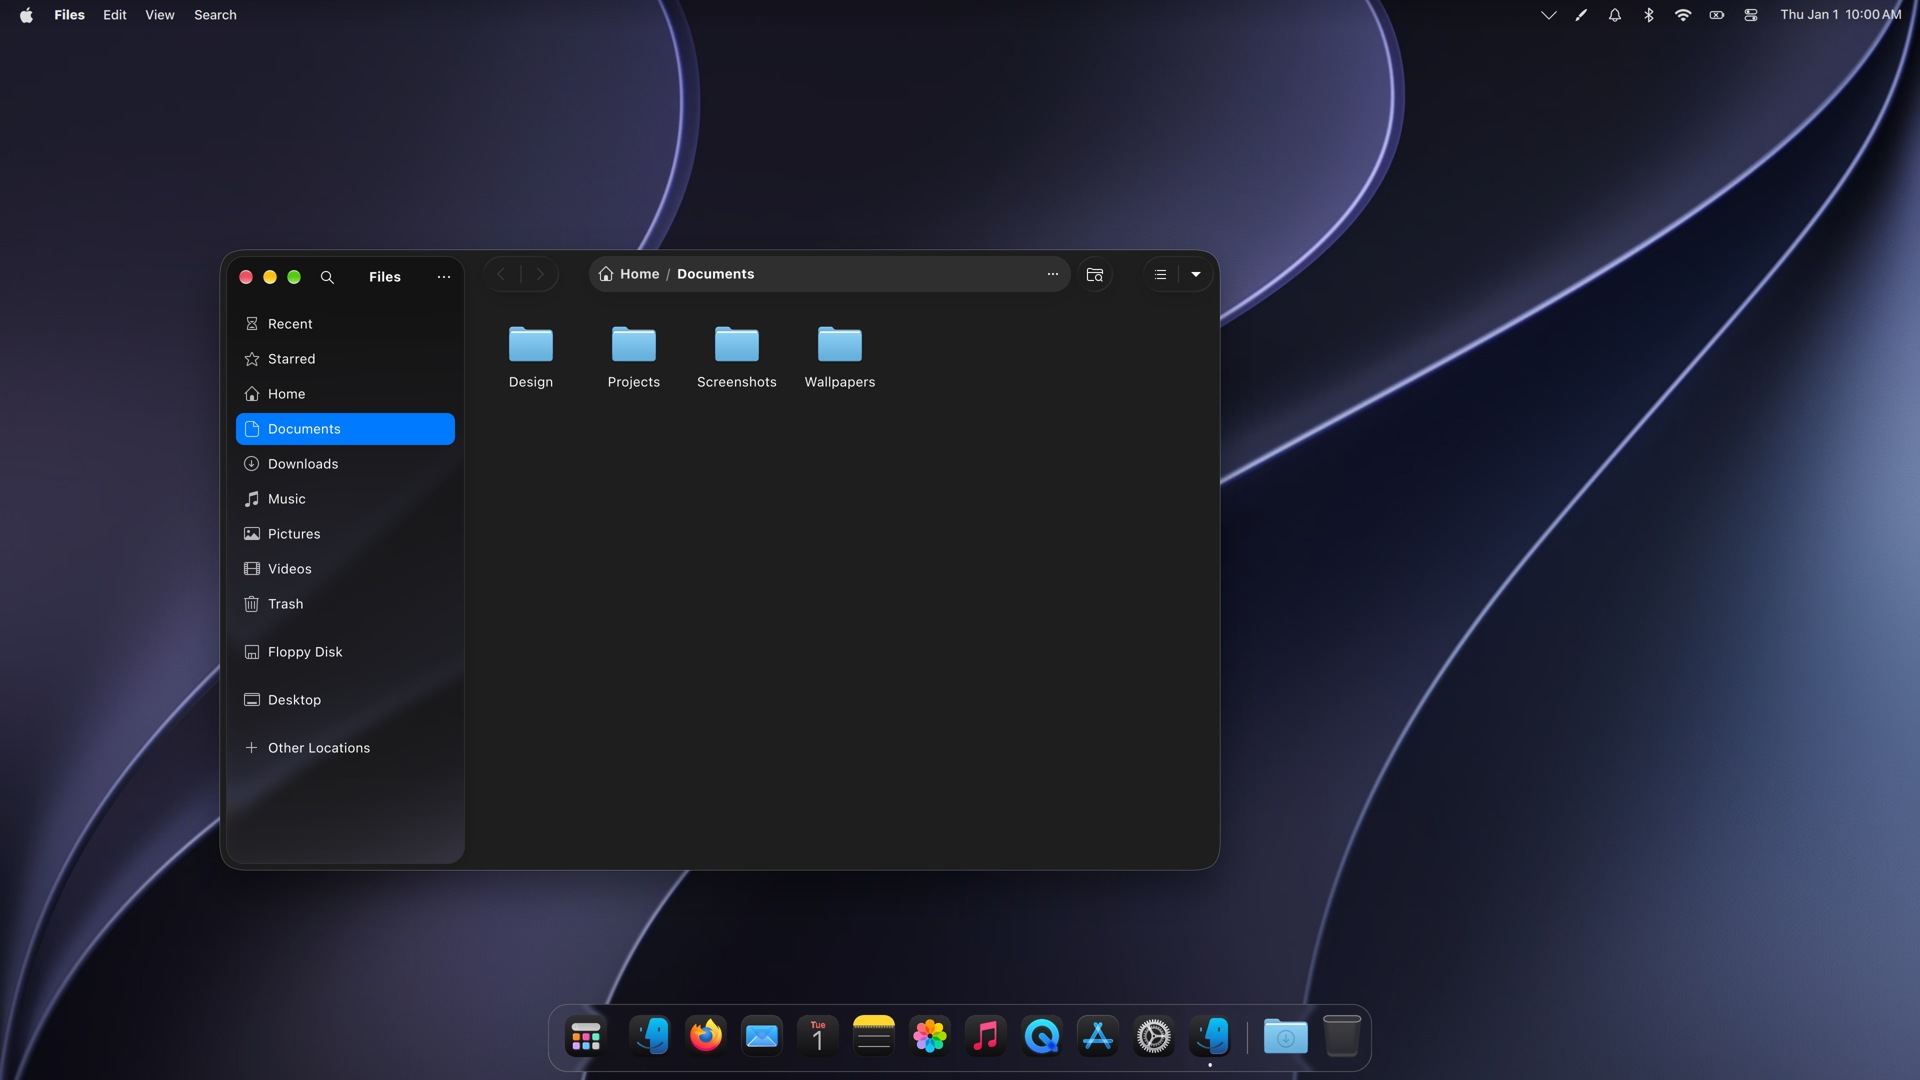 Files Edit View Search
Thu Jan 1 10:00 AM
Files
Home / Documents
Recent
Starred
Home
Documents
Downloads
Music
Pictures
Videos
Trash
Floppy Disk
Desktop
Other Locations
Design
Projects
Screenshots
Wallpapers
Tue
1